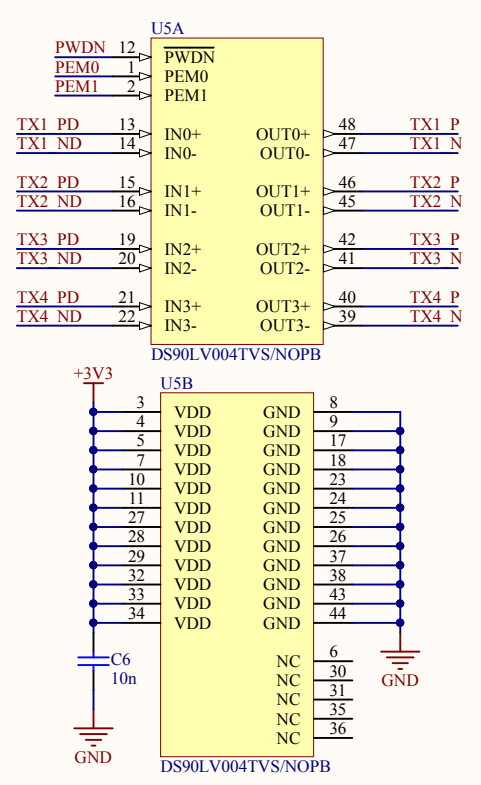 U5A
PWDN 12 PWDN
PEM0 1 PEM0
PEM1 2 PEM1
TX1_PD 13 IN0+ OUT0+ 48 TX1_P
TX1_ND 14 IN0- OUT0- 47 TX1_N
TX2_PD 15 IN1+ OUT1+ 46 TX2_P
TX2_ND 16 IN1- OUT1- 45 TX2_N
TX3_PD 19 IN2+ OUT2+ 42 TX3_P
TX3_ND 20 IN2- OUT2- 41 TX3_N
TX4_PD 21 IN3+ OUT3+ 40 TX4_P
TX4_ND 22 IN3- OUT3- 39 TX4_N
DS90LV004TVS/NOPB
+3V3
U5B
3 VDD GND 8
4 VDD GND 9
5 VDD GND 17
7 VDD GND 18
10 VDD GND 23
11 VDD GND 24
27 VDD GND 25
28 VDD GND 26
29 VDD GND 37
32 VDD GND 38
33 VDD GND 43
34 VDD GND 44
C6
10n
GND
NC 6
NC 30
NC 31
NC 35
NC 36
GND
DS90LV004TVS/NOPB